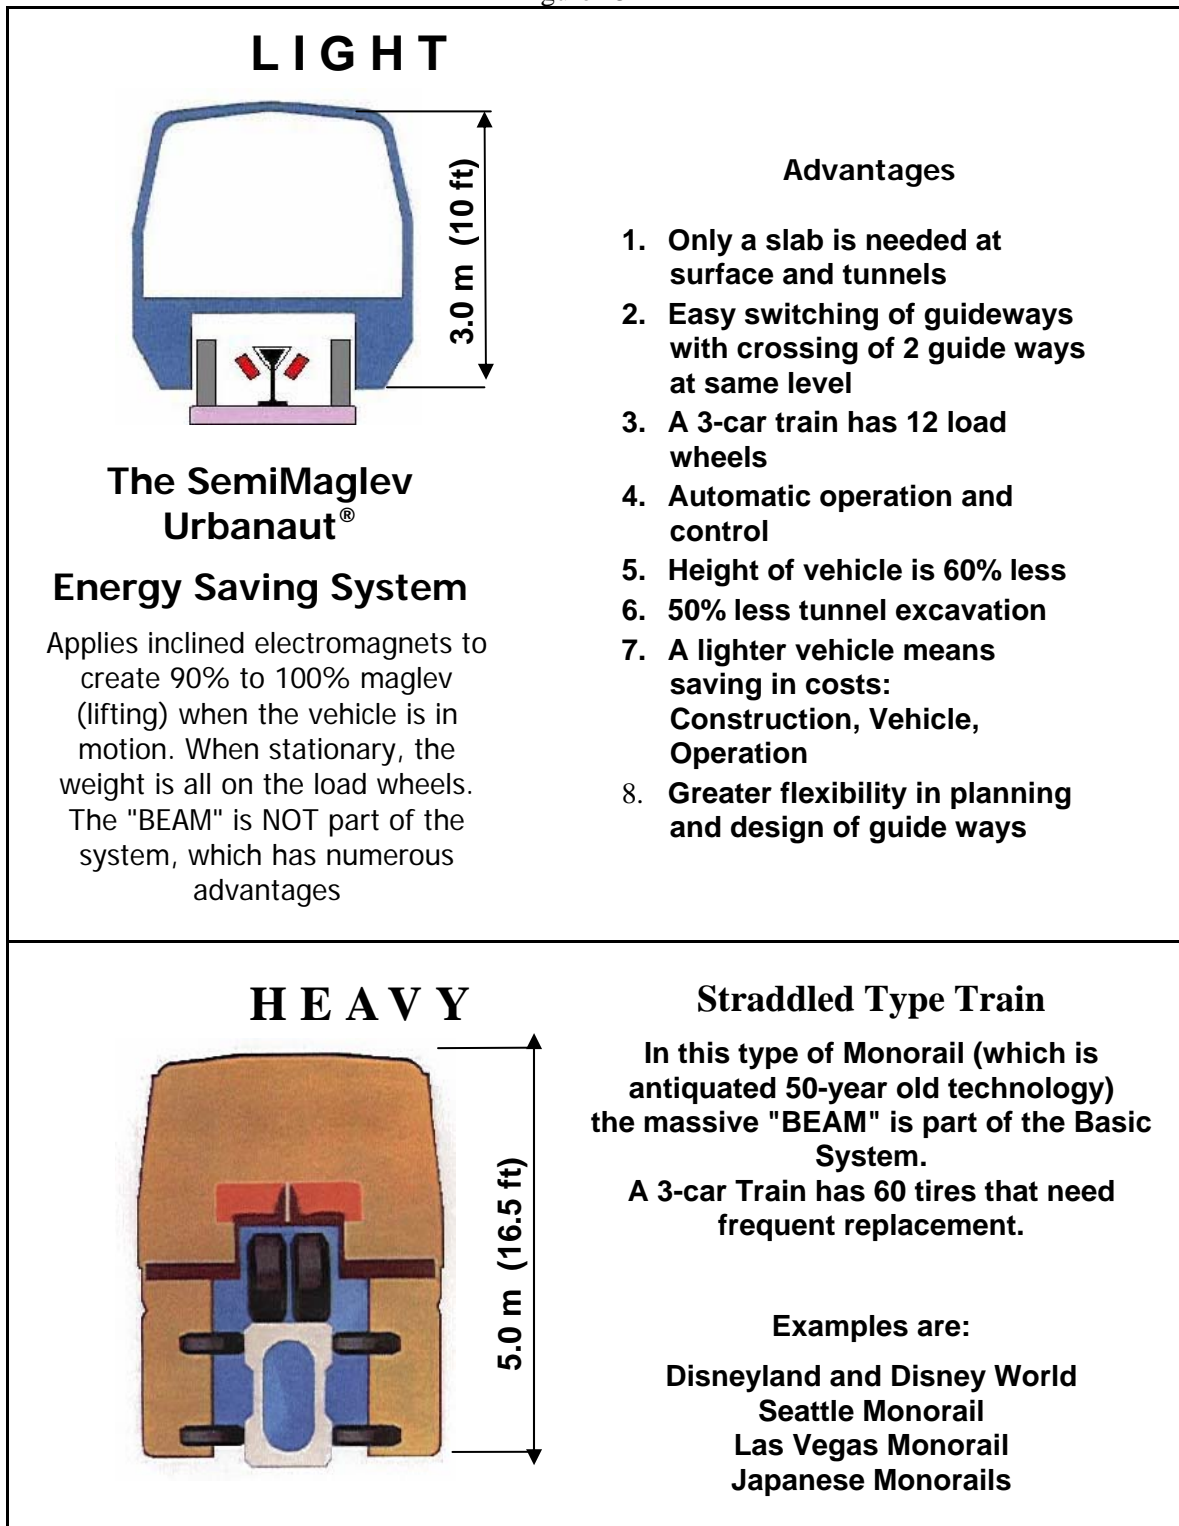 L I G H T
3.0 m (10 ft)
The SemiMaglev
Urbanaut®
Energy Saving System
Applies inclined electromagnets to
create 90% to 100% maglev
(lifting) when the vehicle is in
motion. When stationary, the
weight is all on the load wheels.
The "BEAM" is NOT part of the
system, which has numerous
advantages
Advantages
1. Only a slab is needed at
surface and tunnels
2. Easy switching of guideways
with crossing of 2 guide ways
at same level
3. A 3-car train has 12 load
wheels
4. Automatic operation and
control
5. Height of vehicle is 60% less
6. 50% less tunnel excavation
7. A lighter vehicle means
saving in costs:
Construction, Vehicle,
Operation
8. Greater flexibility in planning
and design of guide ways
H E A V Y
5.0 m (16.5 ft)
Straddled Type Train
In this type of Monorail (which is
antiquated 50-year old technology)
the massive "BEAM" is part of the Basic
System.
A 3-car Train has 60 tires that need
frequent replacement.
Examples are:
Disneyland and Disney World
Seattle Monorail
Las Vegas Monorail
Japanese Monorails